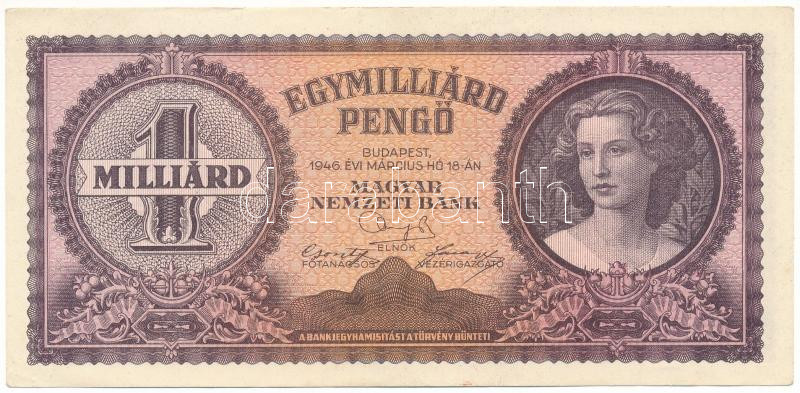 1
MILLIÁRD
EGYMILLIÁRD
PENGŐ
BUDAPEST,
1946. ÉVI MÁRCIUS HÓ 18-ÁN
MAGYAR
NEMZETI BANK
ELNÖK
FŐTANÁCSOS
VEZÉRIGAZGATÓ
A BANKJEGYHAMISÍTÁST A TÖRVÉNY BÜNTETI
darabanth